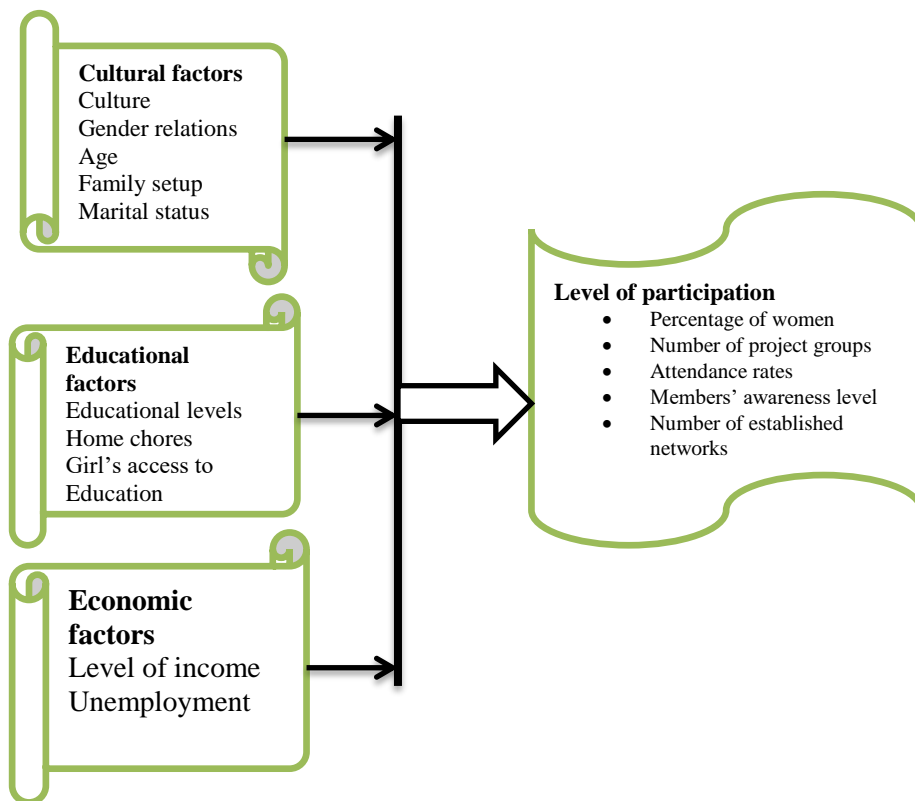 Cultural factors
Culture
Gender relations
Age
Family setup
Marital status
Educational
factors
Educational levels
Home chores
Girl's access to
Education
Economic
factors
Level of income
Unemployment
Level of participation
• Percentage of women
• Number of project groups
• Attendance rates
• Members’ awareness level
• Number of established
networks